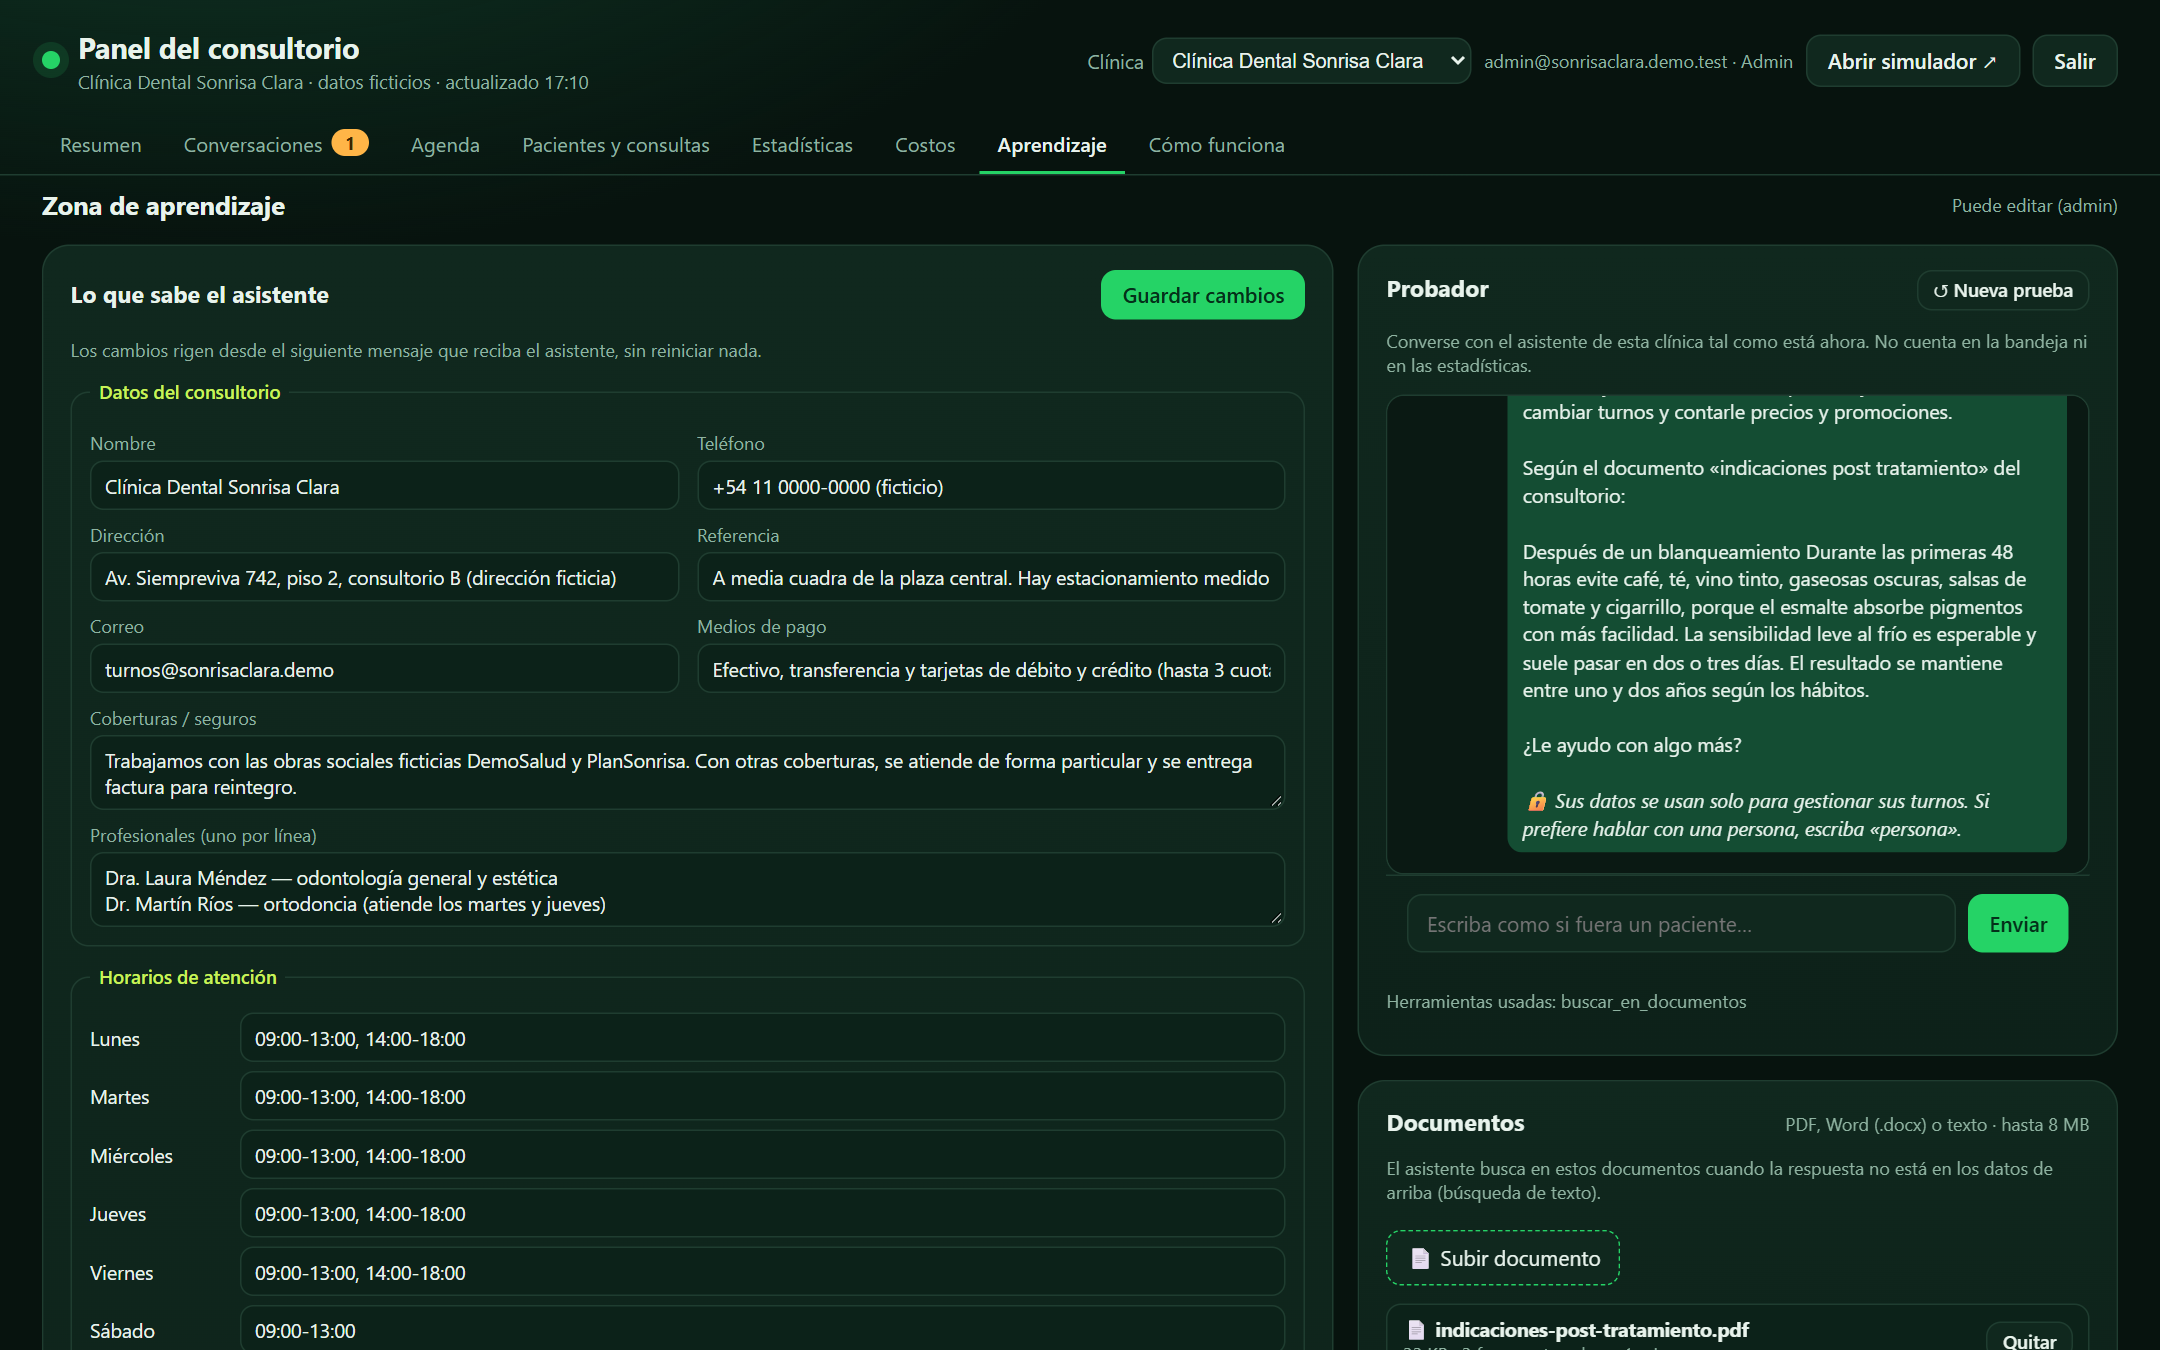 Panel del consultorio
Clínica Dental Sonrisa Clara · datos ficticios · actualizado 17:10
Clínica
Clínica Dental Sonrisa Clara
admin@sonrisaclara.demo.test · Admin
Abrir simulador ↗
Salir
Resumen
Conversaciones 1
Agenda
Pacientes y consultas
Estadísticas
Costos
Aprendizaje
Cómo funciona
Zona de aprendizaje
Puede editar (admin)
Lo que sabe el asistente
Guardar cambios
Los cambios rigen desde el siguiente mensaje que reciba el asistente, sin reiniciar nada.
Datos del consultorio
Nombre
Clínica Dental Sonrisa Clara
Teléfono
+54 11 0000-0000 (ficticio)
Dirección
Av. Siempreviva 742, piso 2, consultorio B (dirección ficticia)
Referencia
A media cuadra de la plaza central. Hay estacionamiento medido
Correo
turnos@sonrisaclara.demo
Medios de pago
Efectivo, transferencia y tarjetas de débito y crédito (hasta 3
Coberturas / seguros
Trabajamos con las obras sociales ficticias DemoSalud y PlanSonrisa. Con otras coberturas, se atiende de forma particular y se entrega
factura para reintegro.
Profesionales (uno por línea)
Dra. Laura Méndez — odontología general y estética
Dr. Martín Ríos — ortodoncia (atiende los martes y jueves)
Horarios de atención
Lunes
09:00-13:00, 14:00-18:00
Martes
09:00-13:00, 14:00-18:00
Miércoles
09:00-13:00, 14:00-18:00
Jueves
09:00-13:00, 14:00-18:00
Viernes
09:00-13:00, 14:00-18:00
Sábado
09:00-13:00
Probador
↺ Nueva prueba
Converse con el asistente de esta clínica tal como está ahora. No cuenta en la bandeja ni
en las estadísticas.
cambiar turnos y contarle precios y promociones.
Según el documento «indicaciones post tratamiento» del
consultorio:
Después de un blanqueamiento Durante las primeras 48
horas evite café, té, vino tinto, gaseosas oscuras, salsas de
tomate y cigarrillo, porque el esmalte absorbe pigmentos
con más facilidad. La sensibilidad leve al frío es esperable y
suele pasar en dos o tres días. El resultado se mantiene
entre uno y dos años según los hábitos.
¿Le ayudo con algo más?
🔒 Sus datos se usan solo para gestionar sus turnos. Si
prefiere hablar con una persona, escriba «persona».
Escriba como si fuera un paciente...
Enviar
Herramientas usadas: buscar_en_documentos
Documentos
PDF, Word (.docx) o texto · hasta 8 MB
El asistente busca en estos documentos cuando la respuesta no está en los datos de
arriba (búsqueda de texto).
📄 Subir documento
📄 indicaciones-post-tratamiento.pdf
Quitar